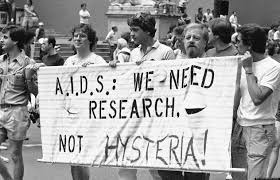 A.I.D.S.: WE NEED
RESEARCH,
NOT HYSTERIA!